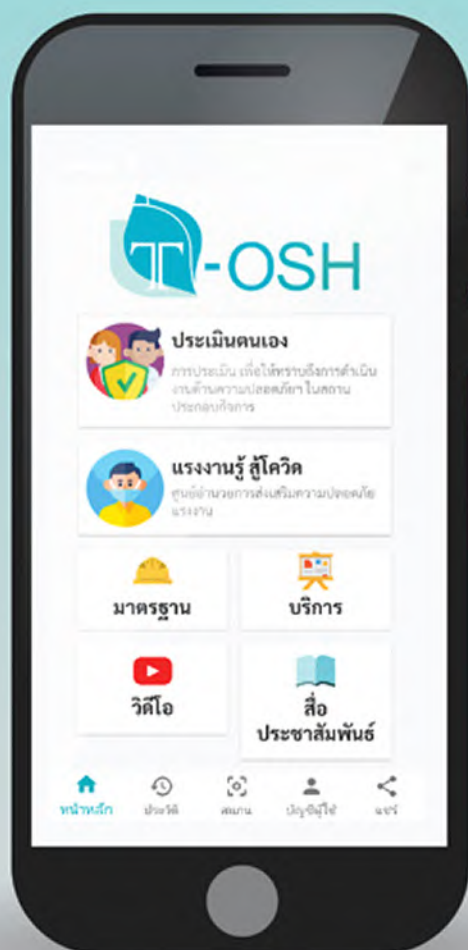 T-OSH
ประเมินตนเอง
การประเมิน เพื่อให้ทราบถึงการดำเนิน
งานด้านความปลอดภัยฯ ในสถาน
ประกอบกิจการ
แรงงานรู้ สู้โควิด
ศูนย์อำนวยการส่งเสริมความปลอดภัย
แรงงาน
มาตรฐาน
บริการ
วิดีโอ
สื่อ
ประชาสัมพันธ์
หน้าหลัก
ประวัติ
สแกน
บัญชีผู้ใช้
แชร์